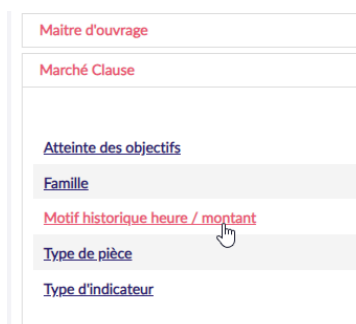 Maitre d'ouvrage
Marché Clause
Atteinte des objectifs
Famille
Motif historique heure / montant
Type de pièce
Type d'indicateur